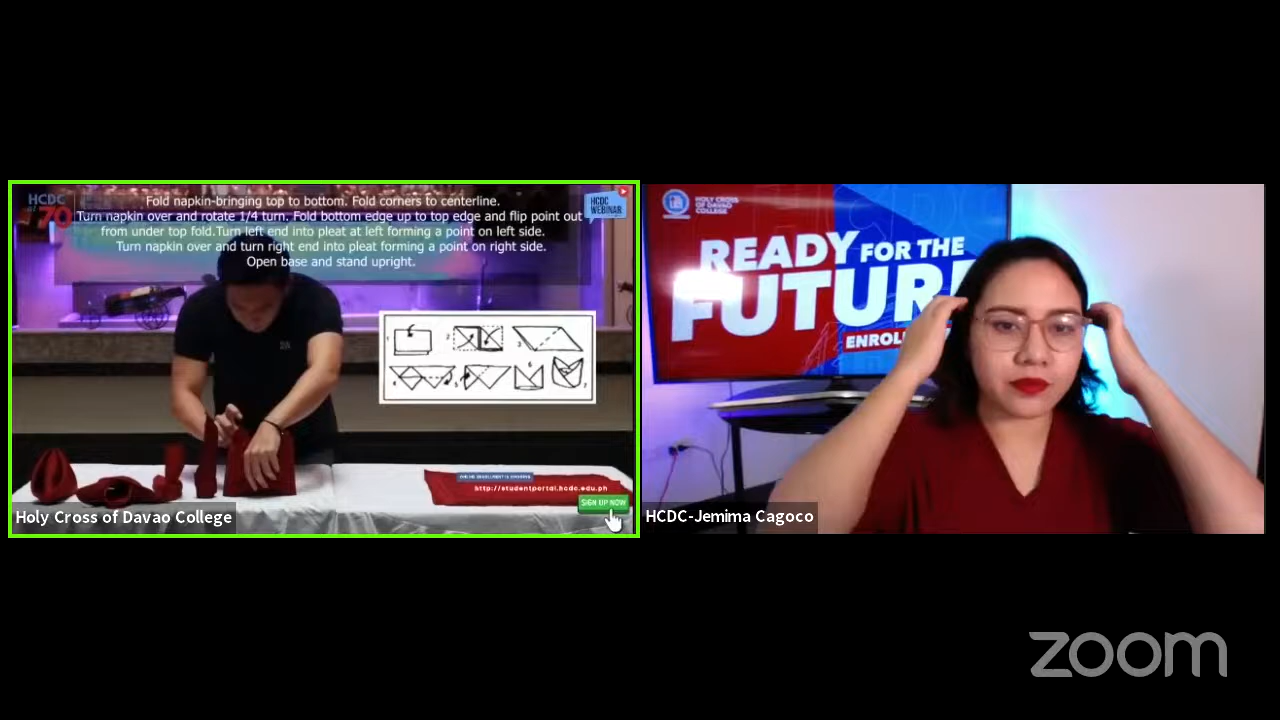 HCDC
at
70
Fold napkin-bringing top to bottom. Fold corners to centerline.
Turn napkin over and rotate 1/4 turn. Fold bottom edge up to top edge and flip point out
from under top fold.Turn left end into pleat at left forming a point on left side.
Turn napkin over and turn right end into pleat forming a point on right side.
Open base and stand upright.
HCDC
WEBINAR
http://studentportal.hcdc.edu.ph
SIGN UP NOW
Holy Cross of Davao College
HOLY CROSS
OF DAVAO
COLLEGE
READY FOR THE
FUTUR
ENROL
HCDC-Jemima Cagoco
zoom